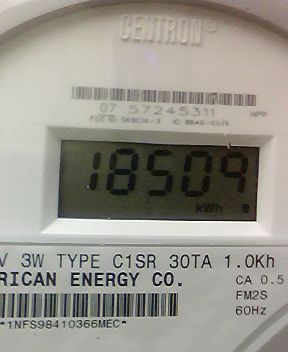 CENTRON®
07 57245311 HPP
18509
kWh
V 3W TYPE C1SR 30TA 1.0Kh
RICAN ENERGY CO. CA 0.5
FM2S
60Hz
*1NFS98410366MEC*